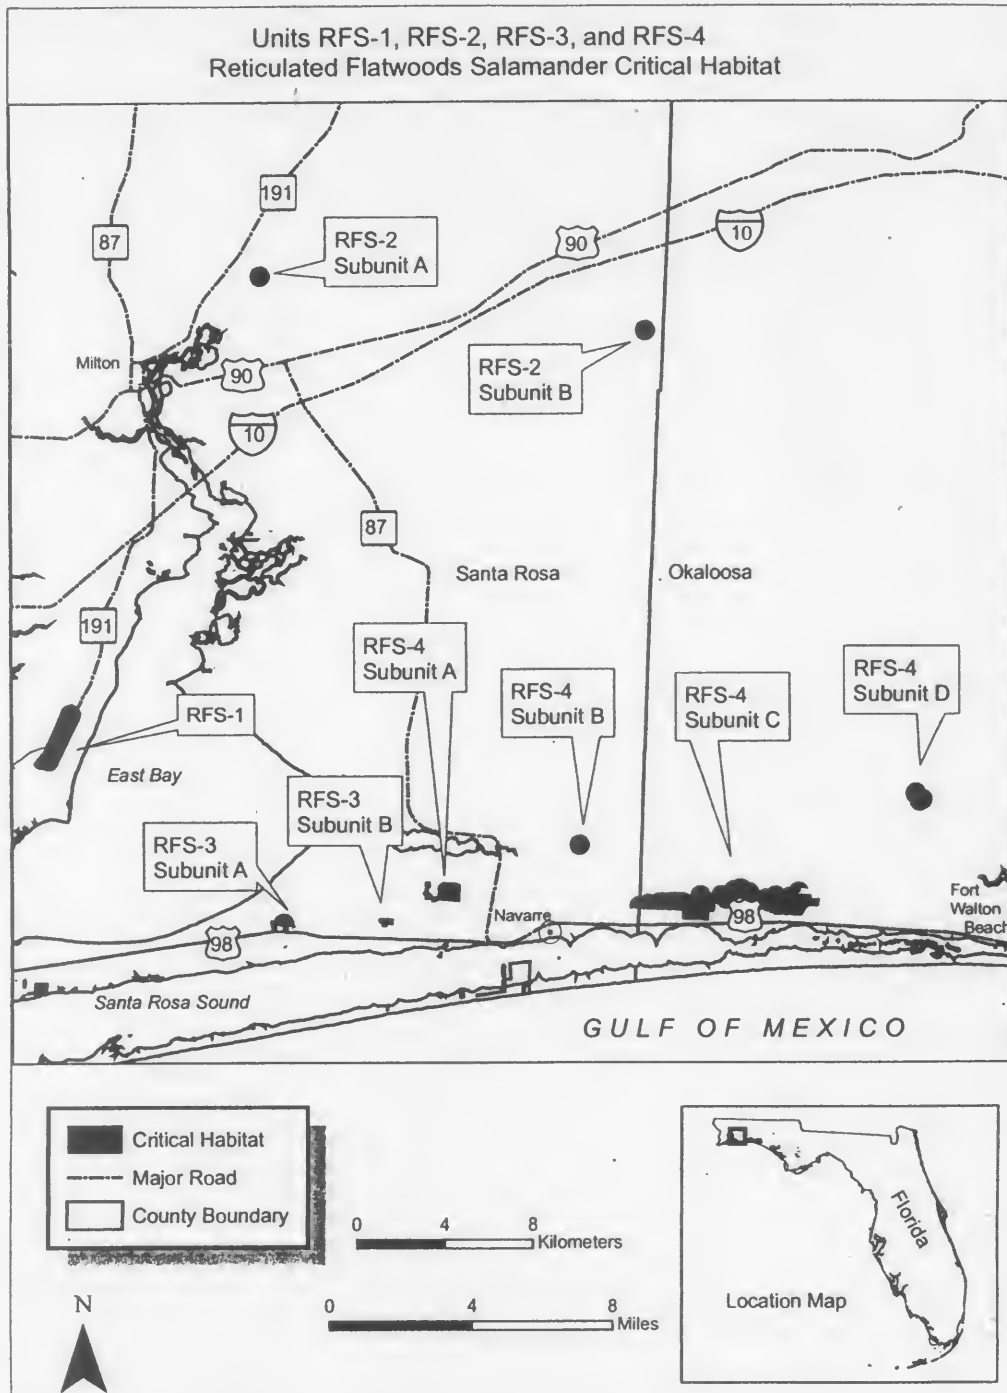 Units RFS-1, RFS-2, RFS-3, and RFS-4
Reticulated Flatwoods Salamander Critical Habitat
191
87
RFS-2
Subunit A
90
10
Milton
90
RFS-2
Subunit B
10
87
Santa Rosa
Okaloosa
191
RFS-4
Subunit A
RFS-4
Subunit B
RFS-4
Subunit C
RFS-4
Subunit D
RFS-1
East Bay
RFS-3
Subunit B
RFS-3
Subunit A
Fort
Walton
Beach
Navarre
98
98
Santa Rosa Sound
GULF OF MEXICO
Critical Habitat
Major Road
County Boundary
0 4 8
Kilometers
0 4 8
Miles
N
Florida
Location Map